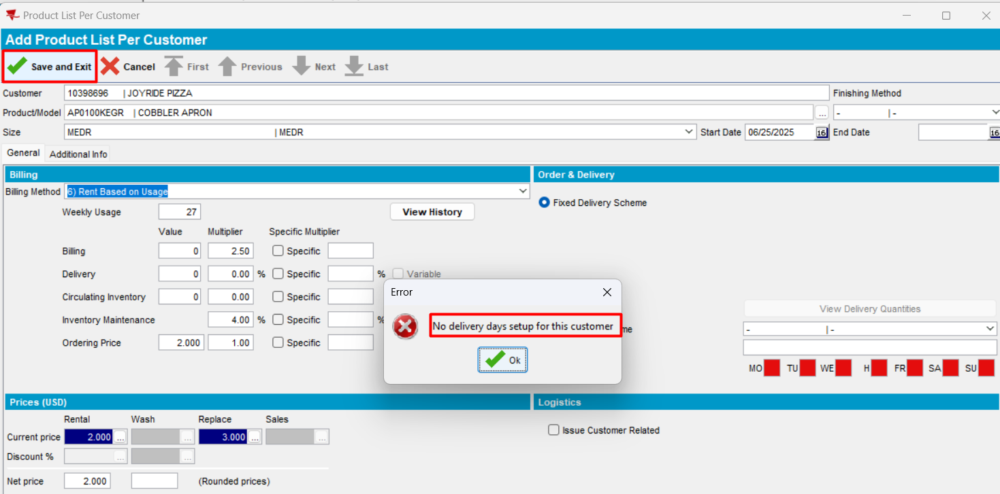 Product List Per Customer
Add Product List Per Customer
Save and Exit Cancel First Previous Next Last
Customer 10398696 | JOYRIDE PIZZA Finishing Method
Product/Model AP0100KEGR | COBBLER APRON ... - | -
Size MEDR | MEDR Start Date 06/25/2025 16 End Date 16
General Additional Info
Billing Order & Delivery
Billing Method 6) Rent Based on Usage
Fixed Delivery Scheme
Weekly Usage 27 View History
Value Multiplier Specific Multiplier
Billing 0 2.50 Specific
Delivery 0 0.00 % Specific % Variable
Error
Circulating Inventory 0 0.00 Specific
View Delivery Quantities
Inventory Maintenance 4.00 % Specific %
No delivery days setup for this customer
me - | -
Ordering Price 2.000 1.00 Specific
Ok
MO TU WE H FR SA SU
Prices (USD) Logistics
Rental Wash Replace Sales
Current price 2.000 ... ... 3.000 ... ...
Issue Customer Related
Discount % ... ...
Net price 2.000 (Rounded prices)